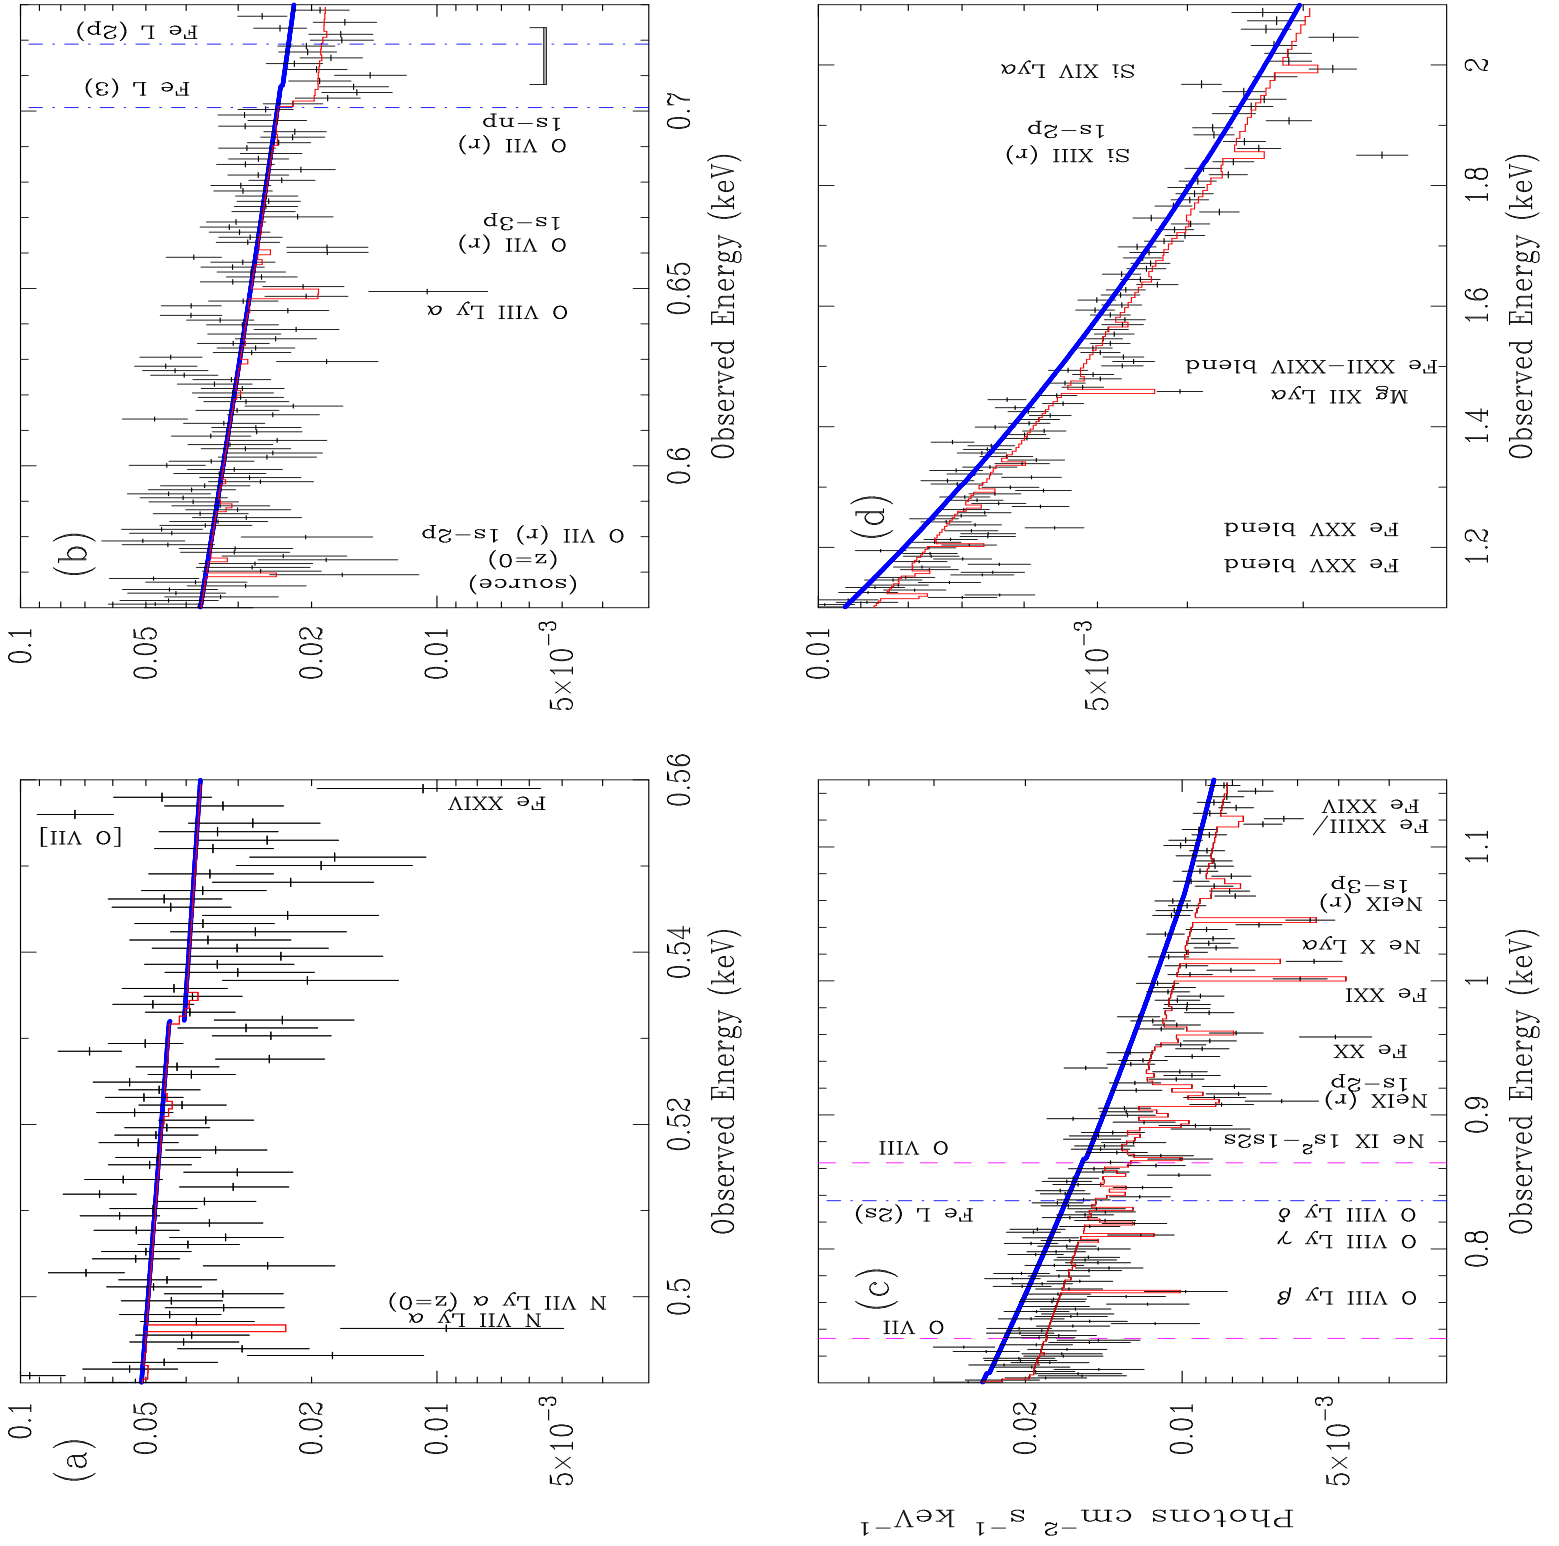 (a)
0.1
0.05
0.02
0.01
5×10⁻³
[O VII]
Fe XXIV
N VII Ly α
N VII Ly α (z=0)
0.5
0.52
0.54
0.56
Observed Energy (keV)
(b)
0.1
0.05
0.02
0.01
5×10⁻³
Fe L (3)
Fe L (2p)
(source)
(z=0)
O VII (r) 1s−2p
O VIII Ly α
O VII (r)
1s−3p
O VII (r)
1s−np
0.6
0.65
0.7
Observed Energy (keV)
(c)
0.02
0.01
5×10⁻³
O VII
Fe L (2s)
O VIII
O VIII Ly β
O VIII Ly γ
O VIII Ly δ
Ne IX 1s²−1s2s
NeIX (r)
1s−2p
Fe XX
Fe XXI
Ne X Lyα
NeIX (r)
1s−3p
Fe XXIII/
Fe XXIV
0.8
0.9
1
1.1
Observed Energy (keV)
Photons cm⁻² s⁻¹ keV⁻¹
(d)
0.01
5×10⁻³
Fe XXV blend
Fe XXV blend
Mg XII Lyα
Fe XXII−XXIV blend
Si XIII (r)
1s−2p
Si XIV Lyα
1.2
1.4
1.6
1.8
2
Observed Energy (keV)